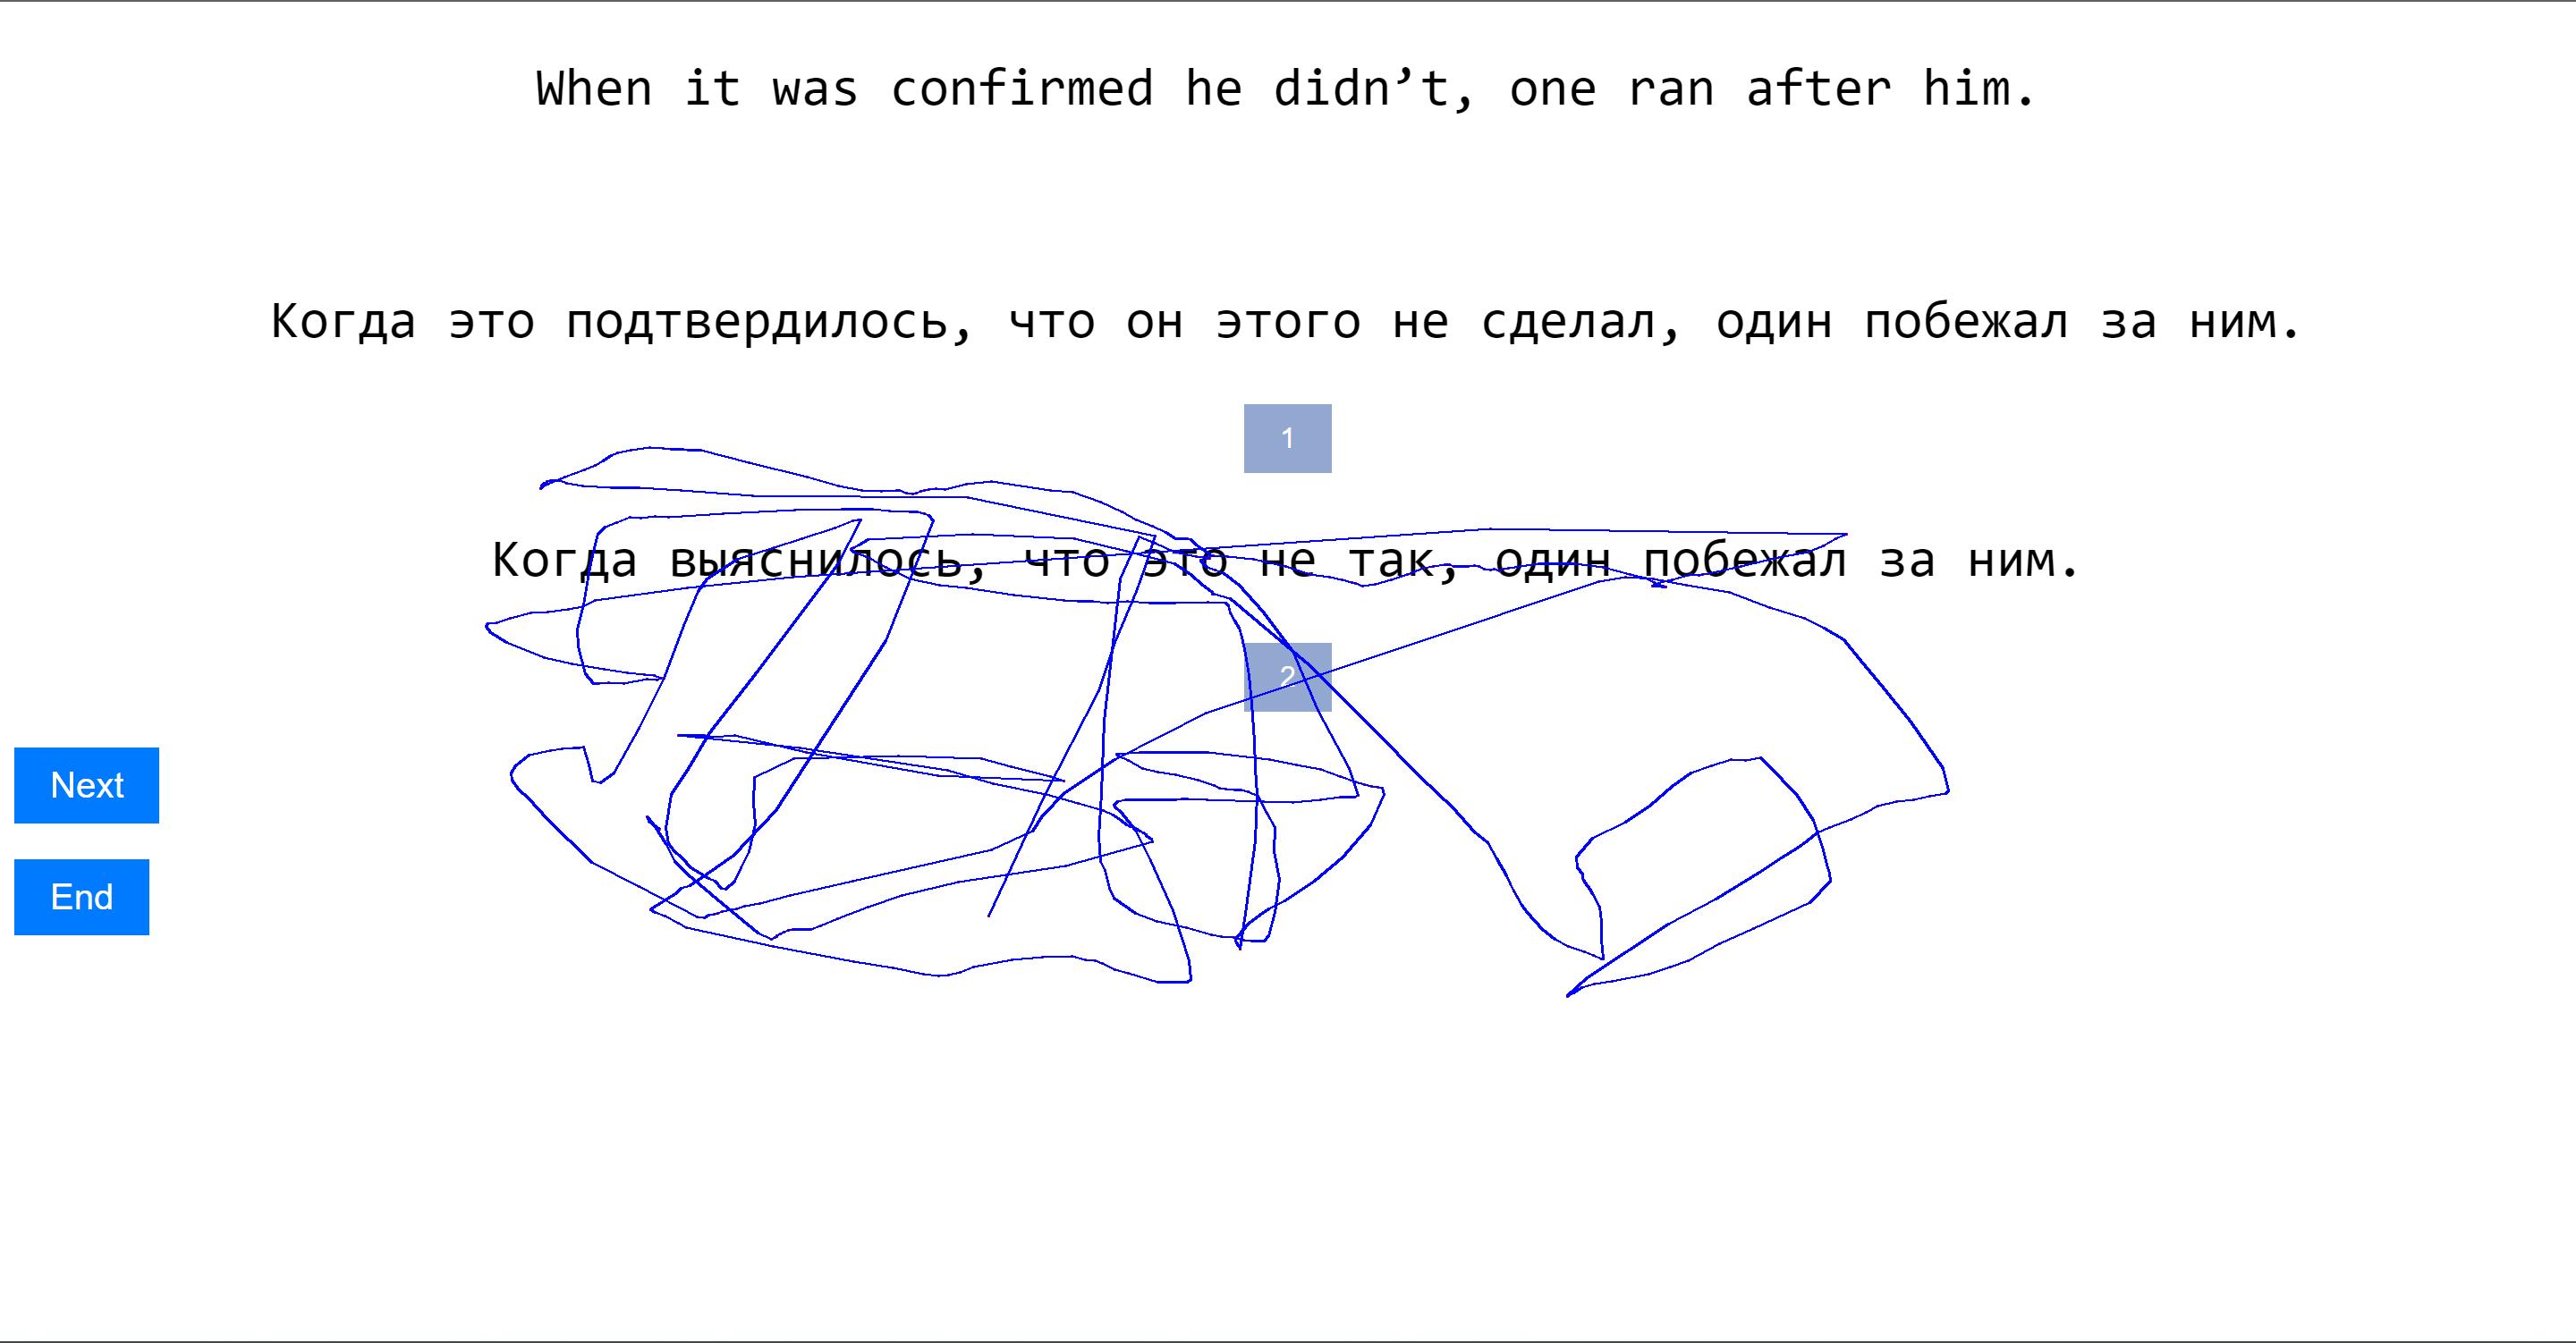 When it was confirmed he didn’t, one ran after him.
Когда это подтвердилось, что он этого не сделал, один побежал за ним.
1
Когда выяснилось, что это не так, один побежал за ним.
2
Next
End